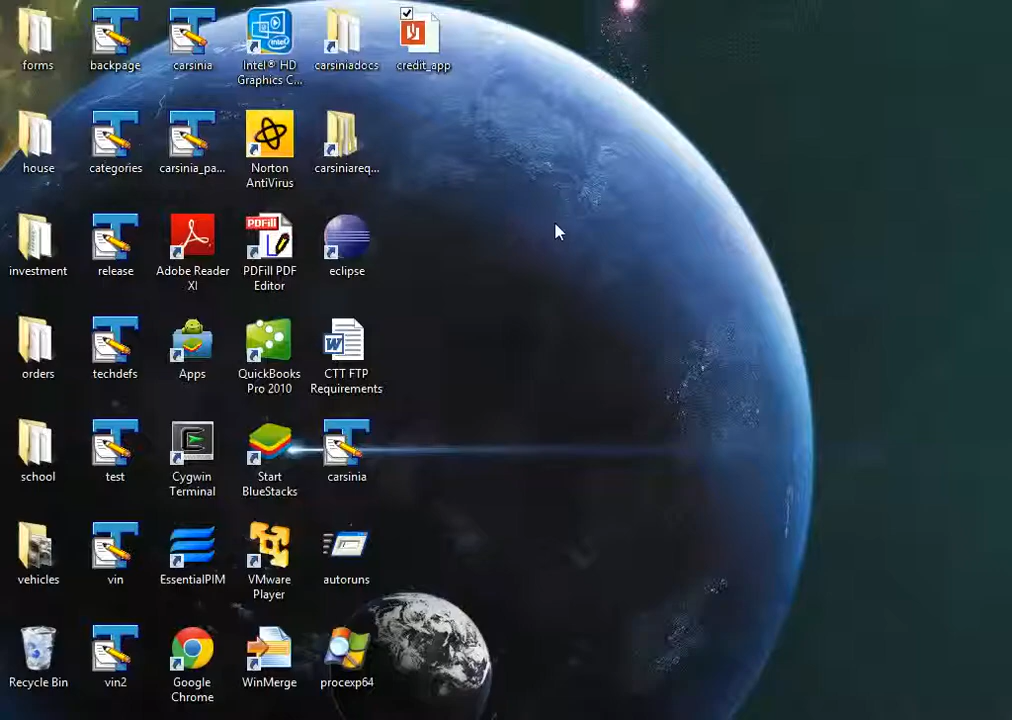 forms
backpage
carsinia
Intel® HD
Graphics C...
carsiniadocs
credit_app
house
categories
carsinia_pa...
Norton
AntiVirus
carsiniareq...
investment
release
Adobe Reader
XI
PDFill
PDFill PDF
Editor
eclipse
orders
techdefs
Apps
QuickBooks
Pro 2010
CTT FTP
Requirements
school
test
Cygwin
Terminal
Start
BlueStacks
carsinia
vehicles
vin
EssentialPIM
VMware
Player
autoruns
Recycle Bin
vin2
Google
Chrome
WinMerge
procexp64